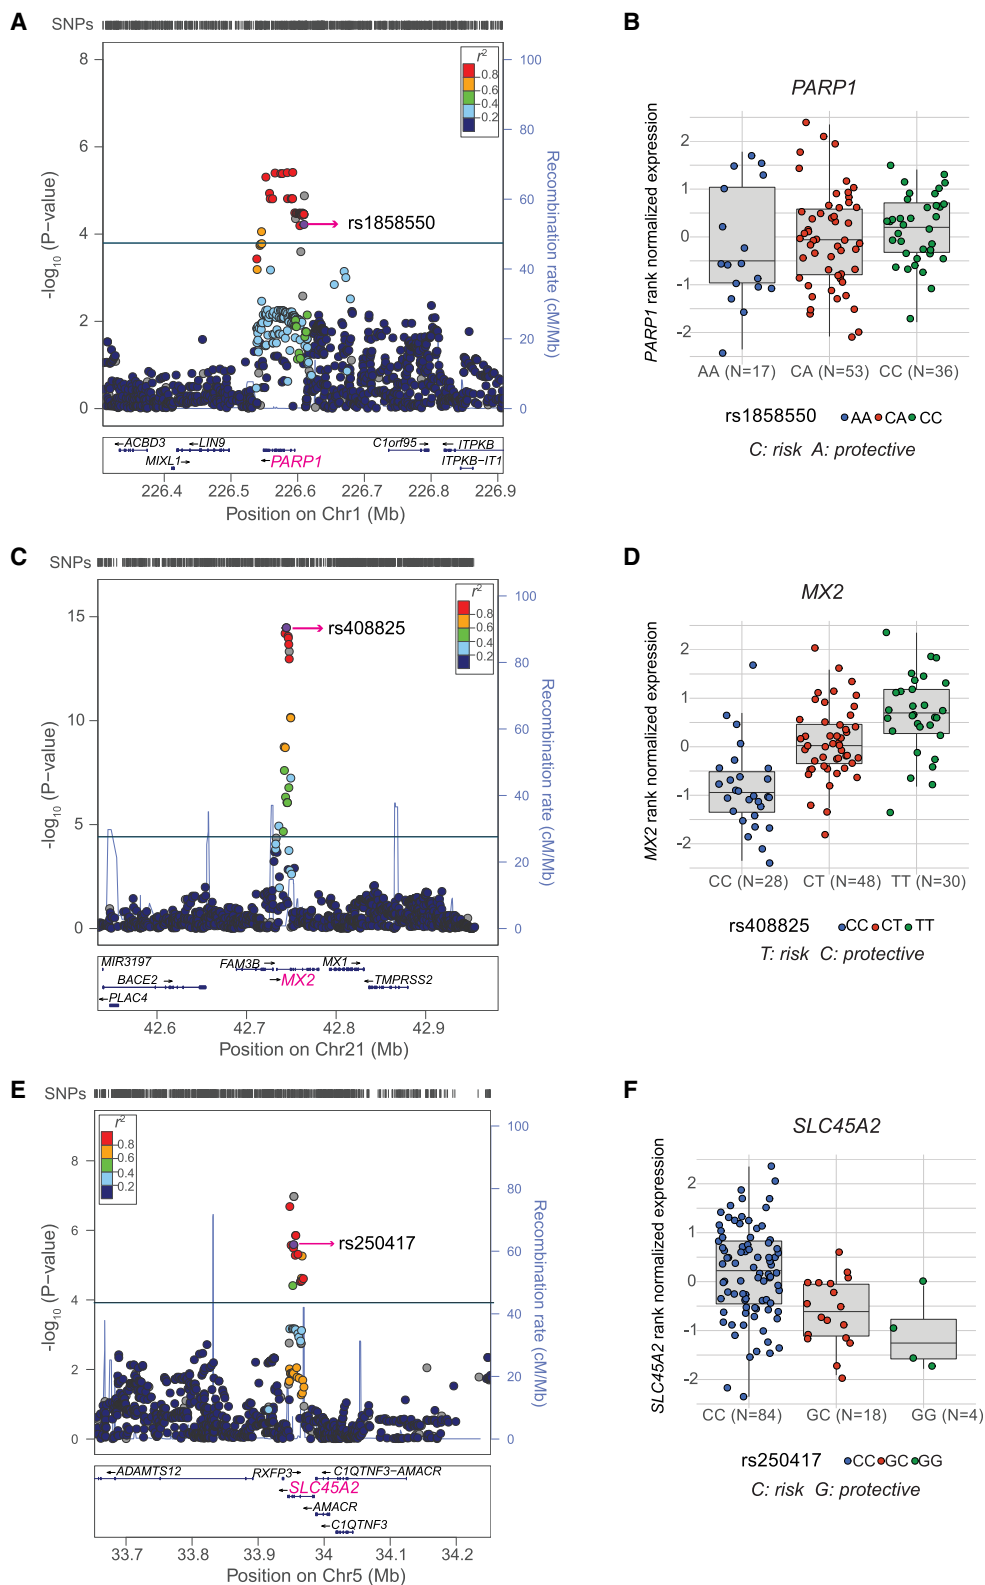 A
SNPs
8
6
4
2
0
-log10 (P−value)
r2
0.8
0.6
0.4
0.2
100
80
60
40
20
0
Recombination rate (cM/Mb)
rs1858550
ACBD3
LIN9
C1orf95
ITPKB
MIXL1
PARP1
ITPKB−IT1
226.4 226.5 226.6 226.7 226.8 226.9
Position on Chr1 (Mb)
B
PARP1
PARP1 rank normalized expression
2
1
0
-1
-2
AA (N=17) CA (N=53) CC (N=36)
rs1858550 AA CA CC
C: risk A: protective
C
SNPs
15
10
5
0
-log10 (P−value)
r2
0.8
0.6
0.4
0.2
100
80
60
40
20
0
Recombination rate (cM/Mb)
rs408825
MIR3197
FAM3B
MX1
BACE2
MX2
TMPRSS2
PLAC4
42.6 42.7 42.8 42.9
Position on Chr21 (Mb)
D
MX2
MX2 rank normalized expression
2
1
0
-1
-2
CC (N=28) CT (N=48) TT (N=30)
rs408825 CC CT TT
T: risk C: protective
E
SNPs
8
6
4
2
0
-log10 (P−value)
r2
0.8
0.6
0.4
0.2
100
80
60
40
20
0
Recombination rate (cM/Mb)
rs250417
ADAMTS12
RXFP3
C1QTNF3−AMACR
SLC45A2
AMACR
C1QTNF3
33.7 33.8 33.9 34 34.1 34.2
Position on Chr5 (Mb)
F
SLC45A2
SLC45A2 rank normalized expression
2
1
0
-1
-2
CC (N=84) GC (N=18) GG (N=4)
rs250417 CC GC GG
C: risk G: protective